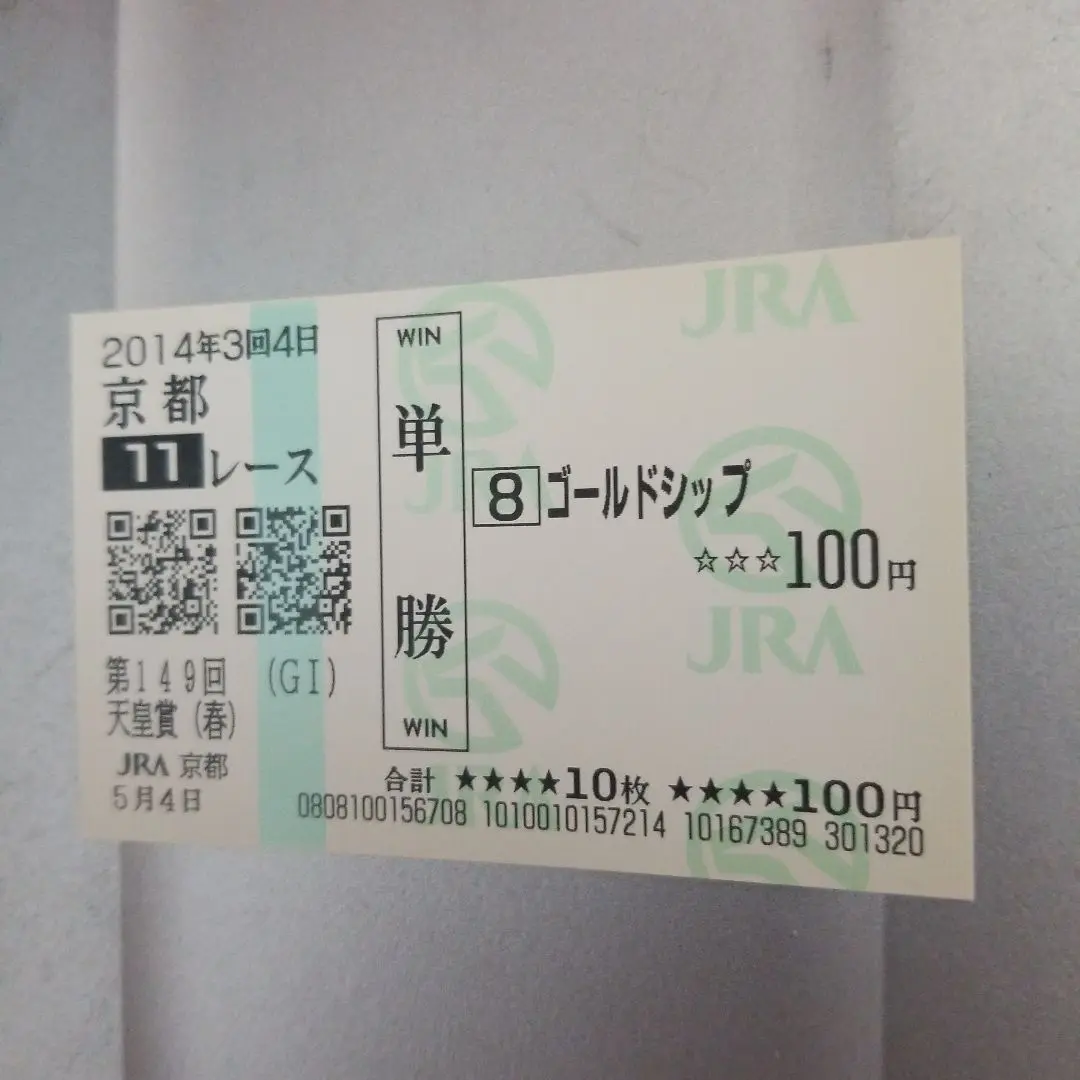 2014年3回4日
京都
11レース
第149回 (GI)
天皇賞(春)
JRA 京都
5月4日
WIN
単勝
WIN
8 ゴールドシップ
☆☆☆100円
合計 ★★★★10枚 ★★★★100円
0808100156708 1010010157214 10167389 301320
JRA
JRA
JRA